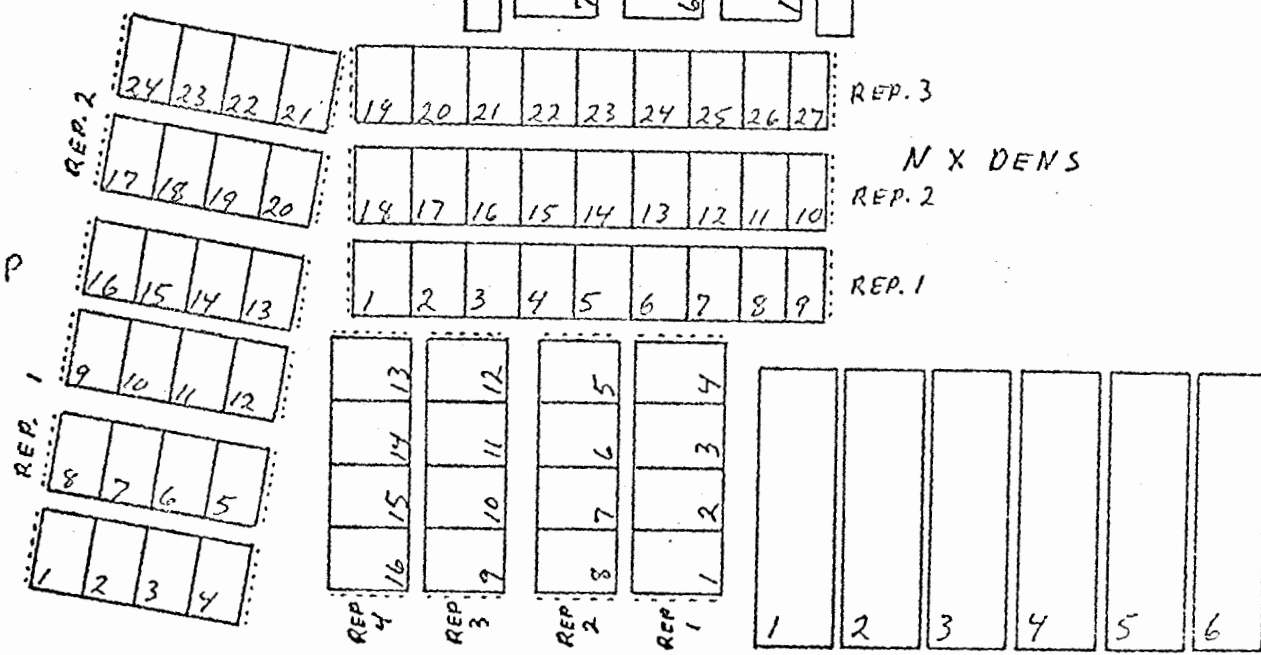 7 6 1
24 23 22 21
REP. 2
17 18 19 20
P
16 15 14 13
9 10 11 12
REP. 1
8 7 6 5
1 2 3 4
19 20 21 22 23 24 25 26 27 REP. 3
N X DENS
18 17 16 15 14 13 12 11 10 REP. 2
1 2 3 4 5 6 7 8 9 REP. 1
13 12 5 4
14 11 6 3
15 10 7 2
16 9 8 1
REP 4 REP 3 REP 2 REP 1
1 2 3 4 5 6